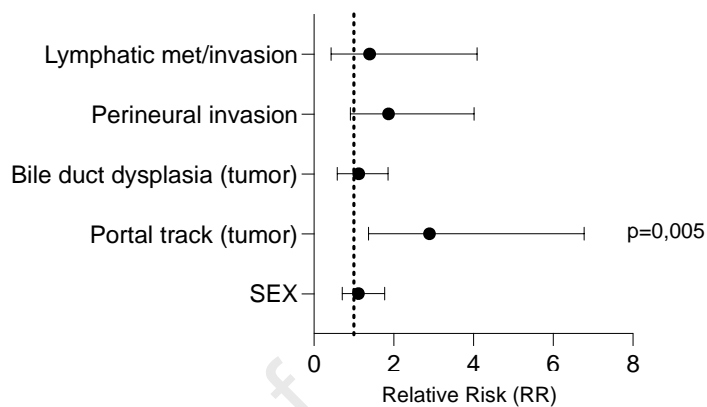 Lymphatic met/invasion
Perineural invasion
Bile duct dysplasia (tumor)
Portal track (tumor)
p=0,005
SEX
0 2 4 6 8
Relative Risk (RR)
f